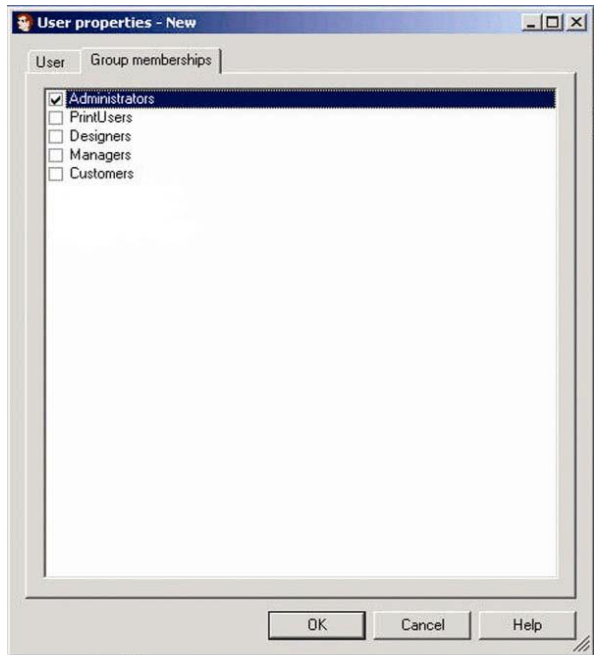 User properties - New
User Group memberships
Administrators
PrintUsers
Designers
Managers
Customers
OK Cancel Help